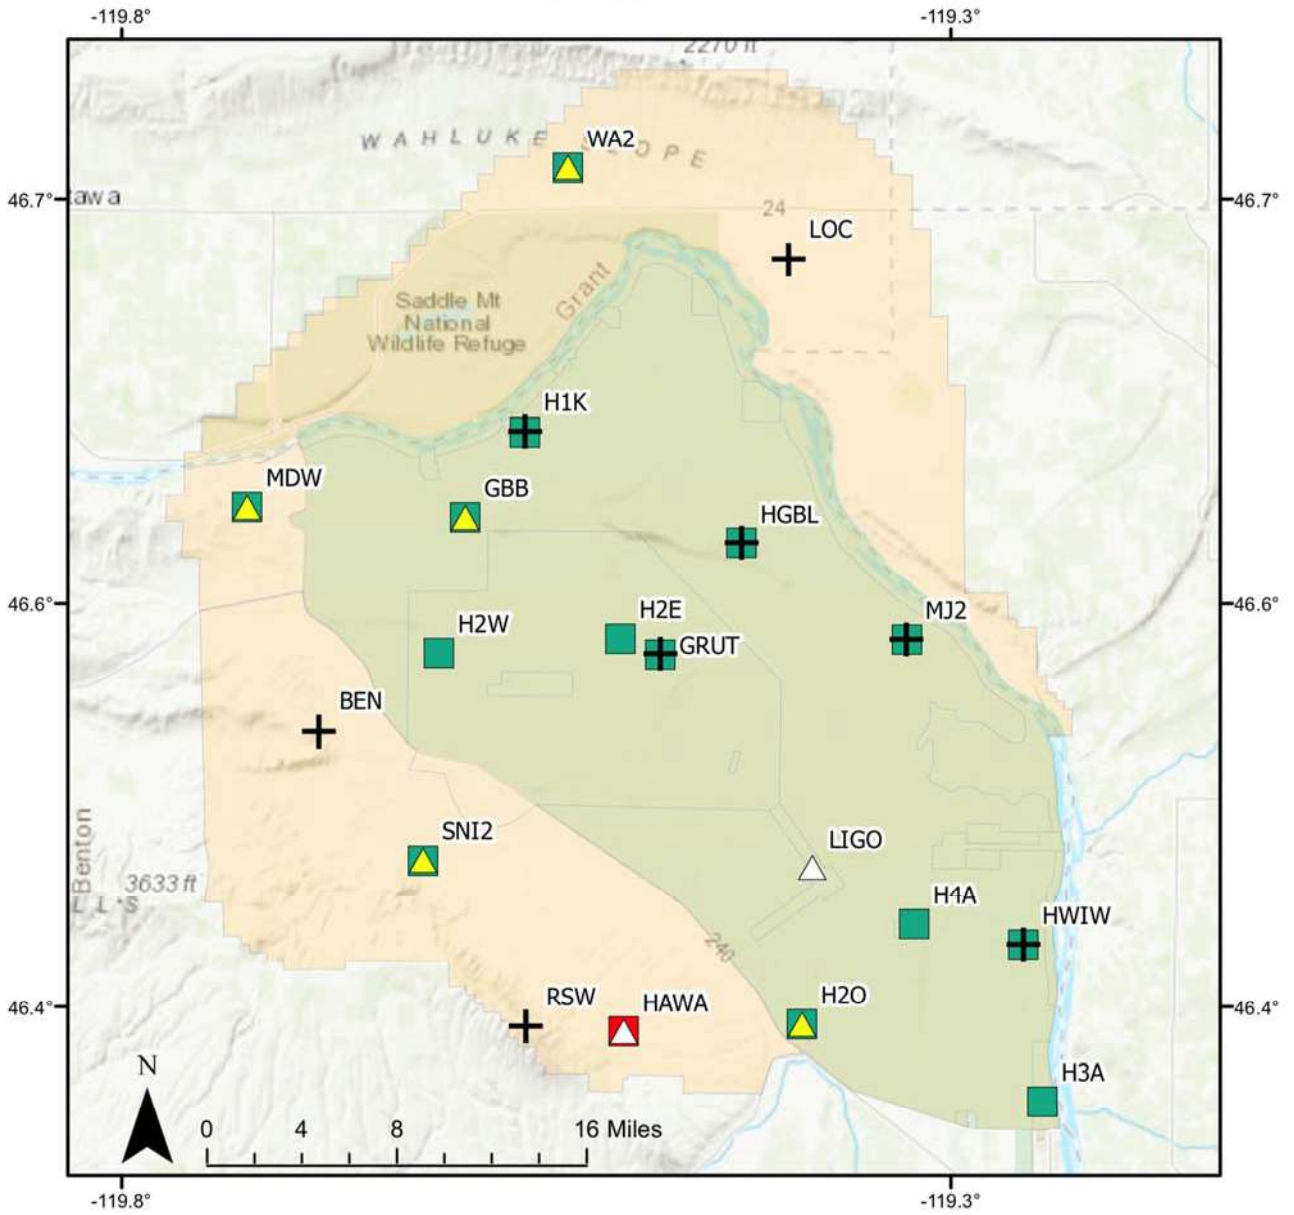 -119.8°
-119.3°
2270 ft
WAHLUKE
OPE
WA2
46.7°
46.7°
awa
24
LOC
Grant
Saddle Mt
National
Wildlife Refuge
H1K
MDW
GBB
HGBL
46.6°
46.6°
H2W
H2E
GRUT
MJ2
BEN
SNI2
LIGO
Benton
3633 ft
LL'S
H4A
HWIW
240
RSW
HAWA
H2O
46.4°
46.4°
N
H3A
0 4 8 16 Miles
-119.8°
-119.3°